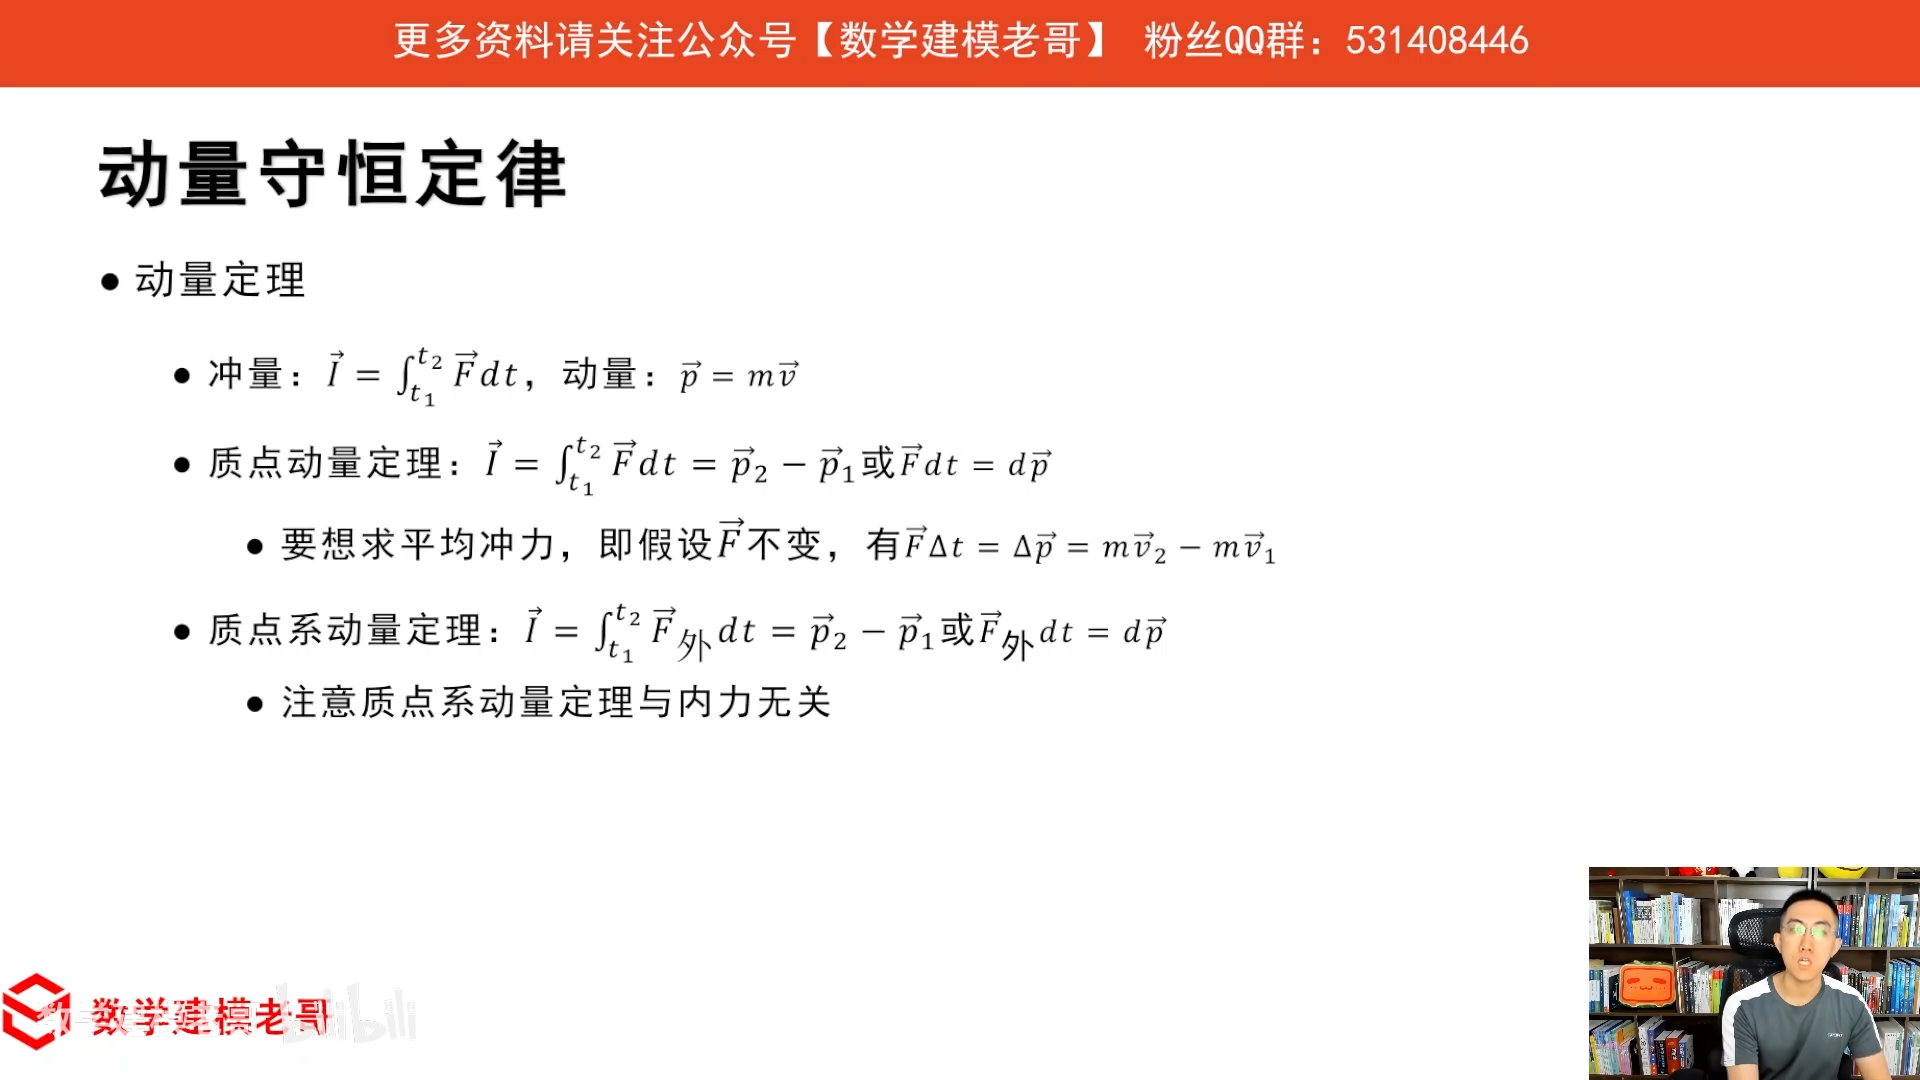 更多资料请关注公众号【数学建模老哥】 粉丝QQ群：531408446
动量守恒定律
● 动量定理
● 冲量：$\vec{I} = \int_{t_1}^{t_2} \vec{F}dt$，动量：$\vec{p} = m\vec{v}$
● 质点动量定理：$\vec{I} = \int_{t_1}^{t_2} \vec{F}dt = \vec{p}_2 - \vec{p}_1$或$\vec{F}dt = d\vec{p}$
● 要想求平均冲力，即假设$\vec{F}$不变，有$\vec{F}\Delta t = \Delta\vec{p} = m\vec{v}_2 - m\vec{v}_1$
● 质点系动量定理：$\vec{I} = \int_{t_1}^{t_2} \vec{F}_{外}dt = \vec{p}_2 - \vec{p}_1$或$\vec{F}_{外}dt = d\vec{p}$
● 注意质点系动量定理与内力无关
数学建模老哥
bilibili